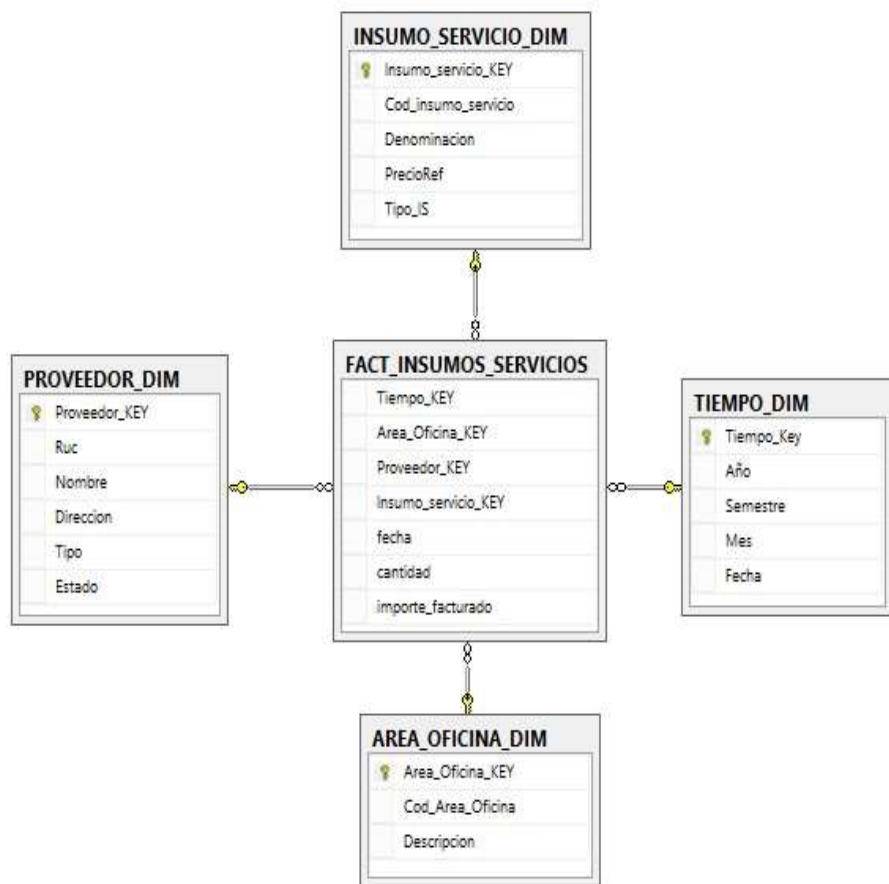 INSUMO_SERVICIO_DIM
Insumo_servicio_KEY
Cod_insumo_servicio
Denominacion
PrecioRef
Tipo_IS
PROVEEDOR_DIM
Proveedor_KEY
Ruc
Nombre
Direccion
Tipo
Estado
FACT_INSUMOS_SERVICIOS
Tiempo_KEY
Area_Oficina_KEY
Proveedor_KEY
Insumo_servicio_KEY
fecha
cantidad
importe_facturado
TIEMPO_DIM
Tiempo_Key
Año
Semestre
Mes
Fecha
AREA_OFICINA_DIM
Area_Oficina_KEY
Cod_Area_Oficina
Descripcion